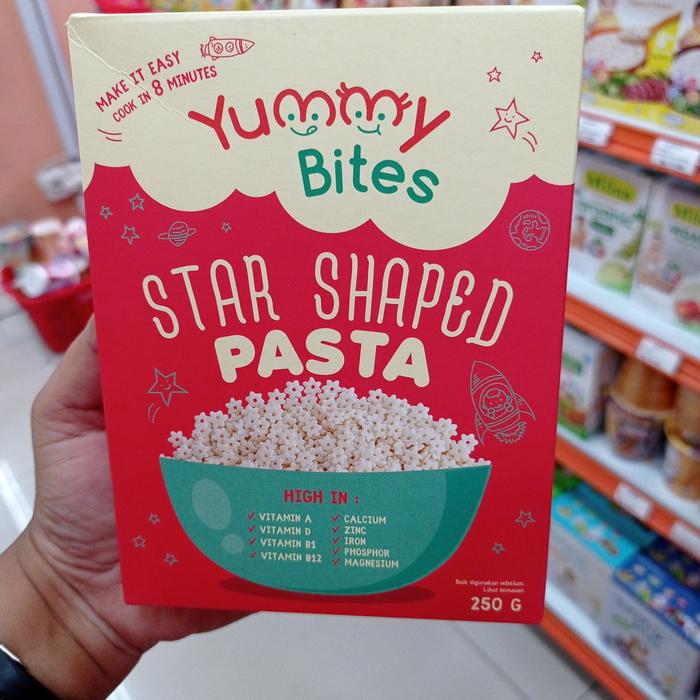 MAKE IT EASY
COOK IN 8 MINUTES
Yummy
Bites
STAR SHAPED
PASTA
HIGH IN :
✓ VITAMIN A
✓ VITAMIN D
✓ VITAMIN B1
✓ VITAMIN B12
✓ CALCIUM
✓ ZINC
✓ IRON
✓ PHOSPHOR
✓ MAGNESIUM
Baik digunakan sebelum
Lihat kemasan
250 G
Milna